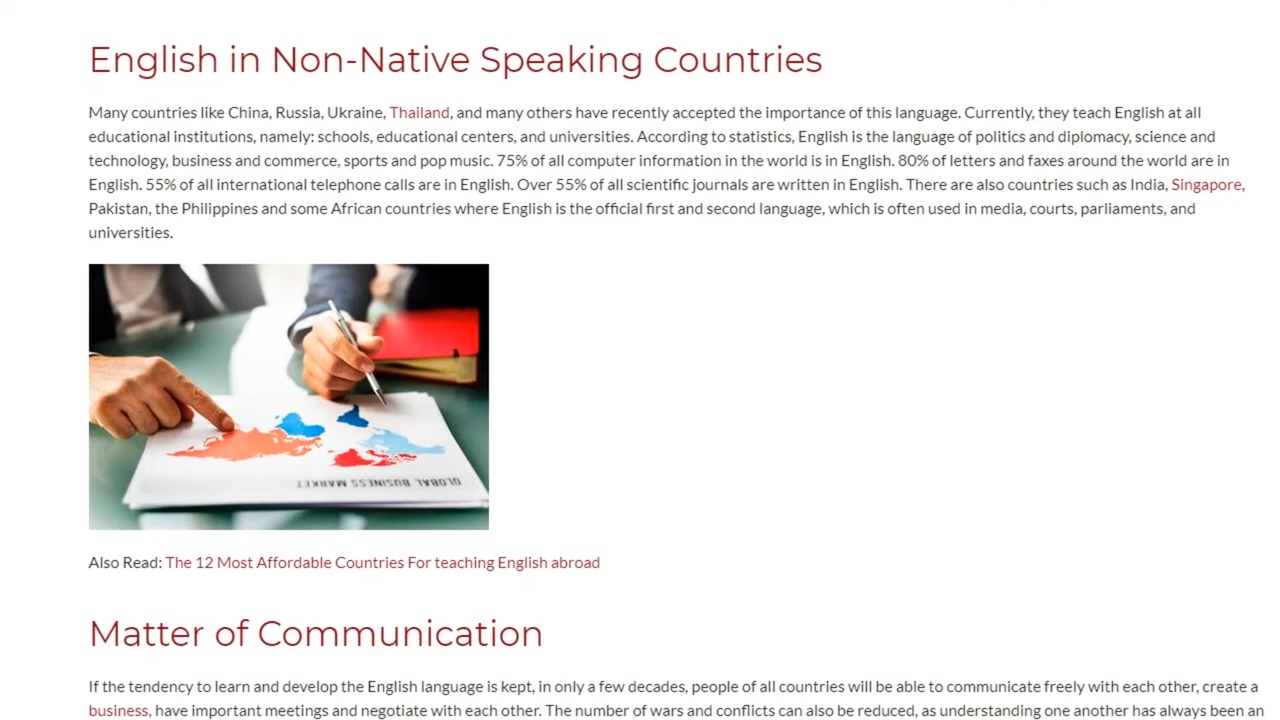 English in Non-Native Speaking Countries
Many countries like China, Russia, Ukraine, Thailand, and many others have recently accepted the importance of this language. Currently, they teach English at all
educational institutions, namely: schools, educational centers, and universities. According to statistics, English is the language of politics and diplomacy, science and
technology, business and commerce, sports and pop music. 75% of all computer information in the world is in English. 80% of letters and faxes around the world are in
English. 55% of all international telephone calls are in English. Over 55% of all scientific journals are written in English. There are also countries such as India, Singapore,
Pakistan, the Philippines and some African countries where English is the official first and second language, which is often used in media, courts, parliaments, and
universities.
GLOBAL BUSINESS MARKET
Also Read: The 12 Most Affordable Countries For teaching English abroad
Matter of Communication
If the tendency to learn and develop the English language is kept, in only a few decades, people of all countries will be able to communicate freely with each other, create a
business, have important meetings and negotiate with each other. The number of wars and conflicts can also be reduced, as understanding one another has always been an